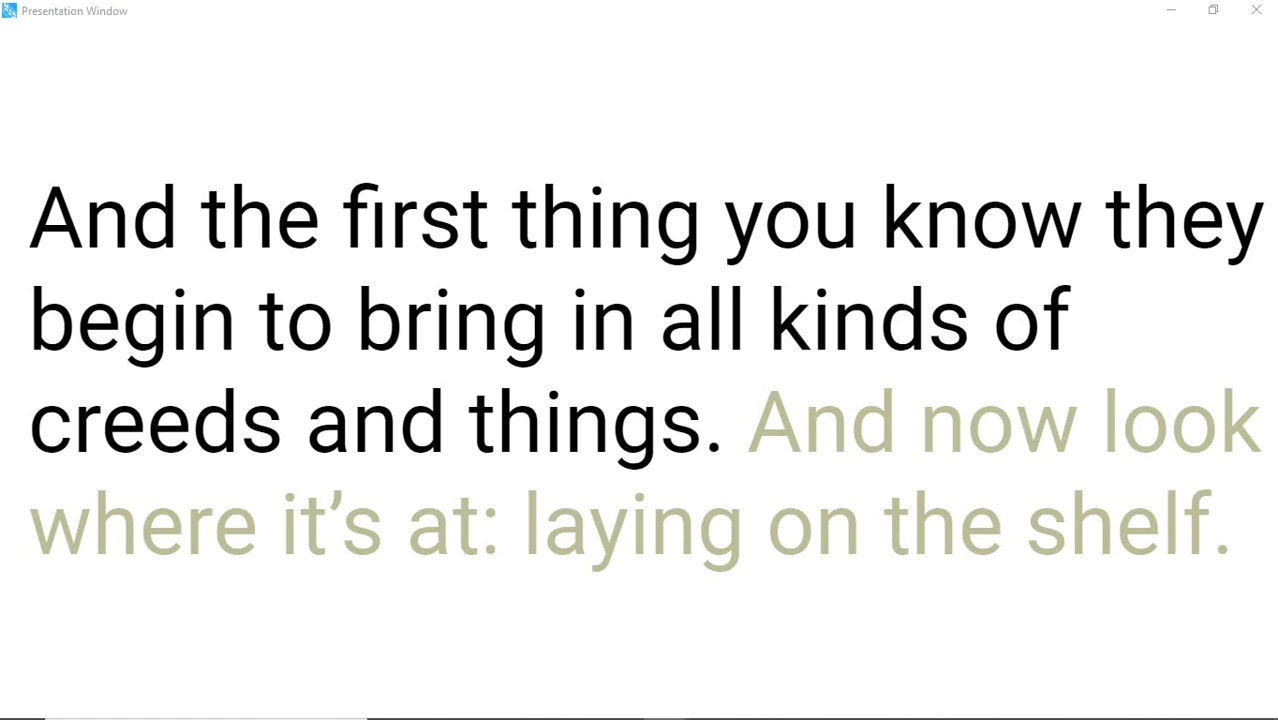 Presentation Window
And the first thing you know they
begin to bring in all kinds of
creeds and things. And now look
where it’s at: laying on the shelf.